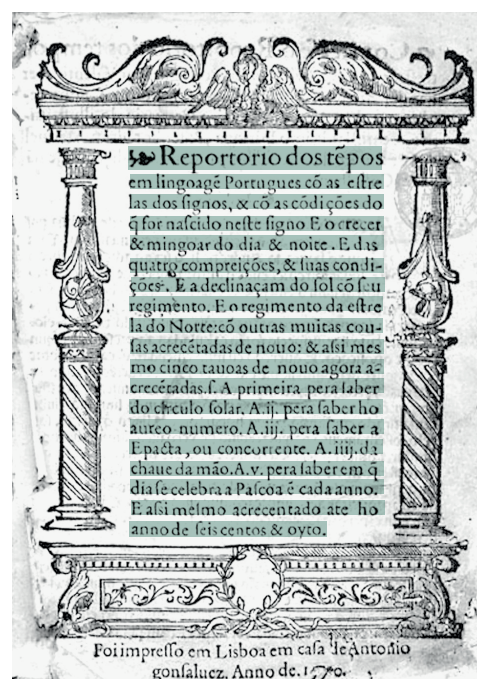 Reportorio dos tẽpos
em lingoagẽ Portugues cõ as estre
las dos signos, & cõ as cõdições do
q̃ for nascido neste signo E o crecer
& mingoar do dia & noite. E das
quatro compreições, & suas condi-
ções. E a declinaçam do sol cõ seu
regimento. E o regimento da estre
la do Norte: cõ outras muitas cou-
sas acrecẽtadas de nouo: & assi mes
mo cinco tauoas de nouo agora a-
crecẽtadas.s. A primeira pera saber
do circulo solar. A.ij. pera saber ho
aureo numero. A.iij. pera saber a
Epacta, ou concorrente. A.iiij. da
chaue da mão. A.v. pera saber em q̃
dia se celebra a Pascoa ẽ cada anno.
E assi mesmo acrecentado ate ho
anno de seis centos & oyto.
Foi impresso em Lisboa em casa de Antonio
gonsaluez. Anno de.